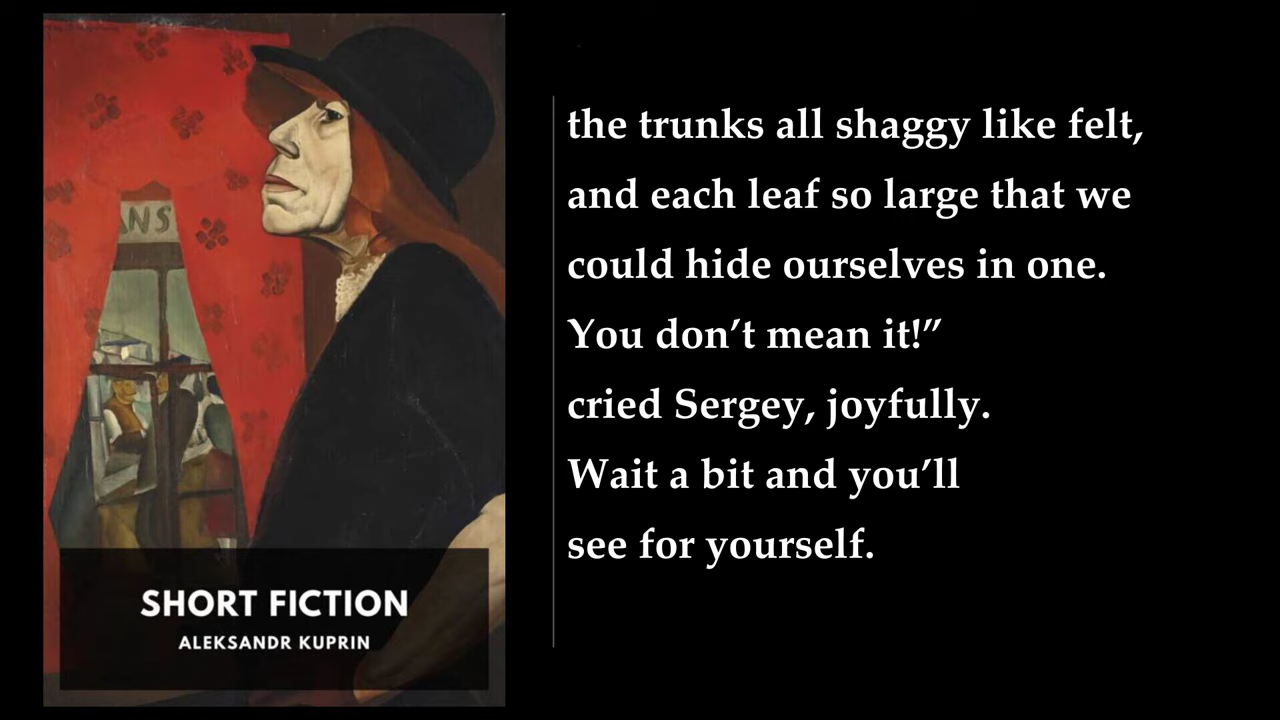 ANS
SHORT FICTION
ALEKSANDR KUPRIN
the trunks all shaggy like felt,
and each leaf so large that we
could hide ourselves in one.
You don’t mean it!”
cried Sergey, joyfully.
Wait a bit and you’ll
see for yourself.